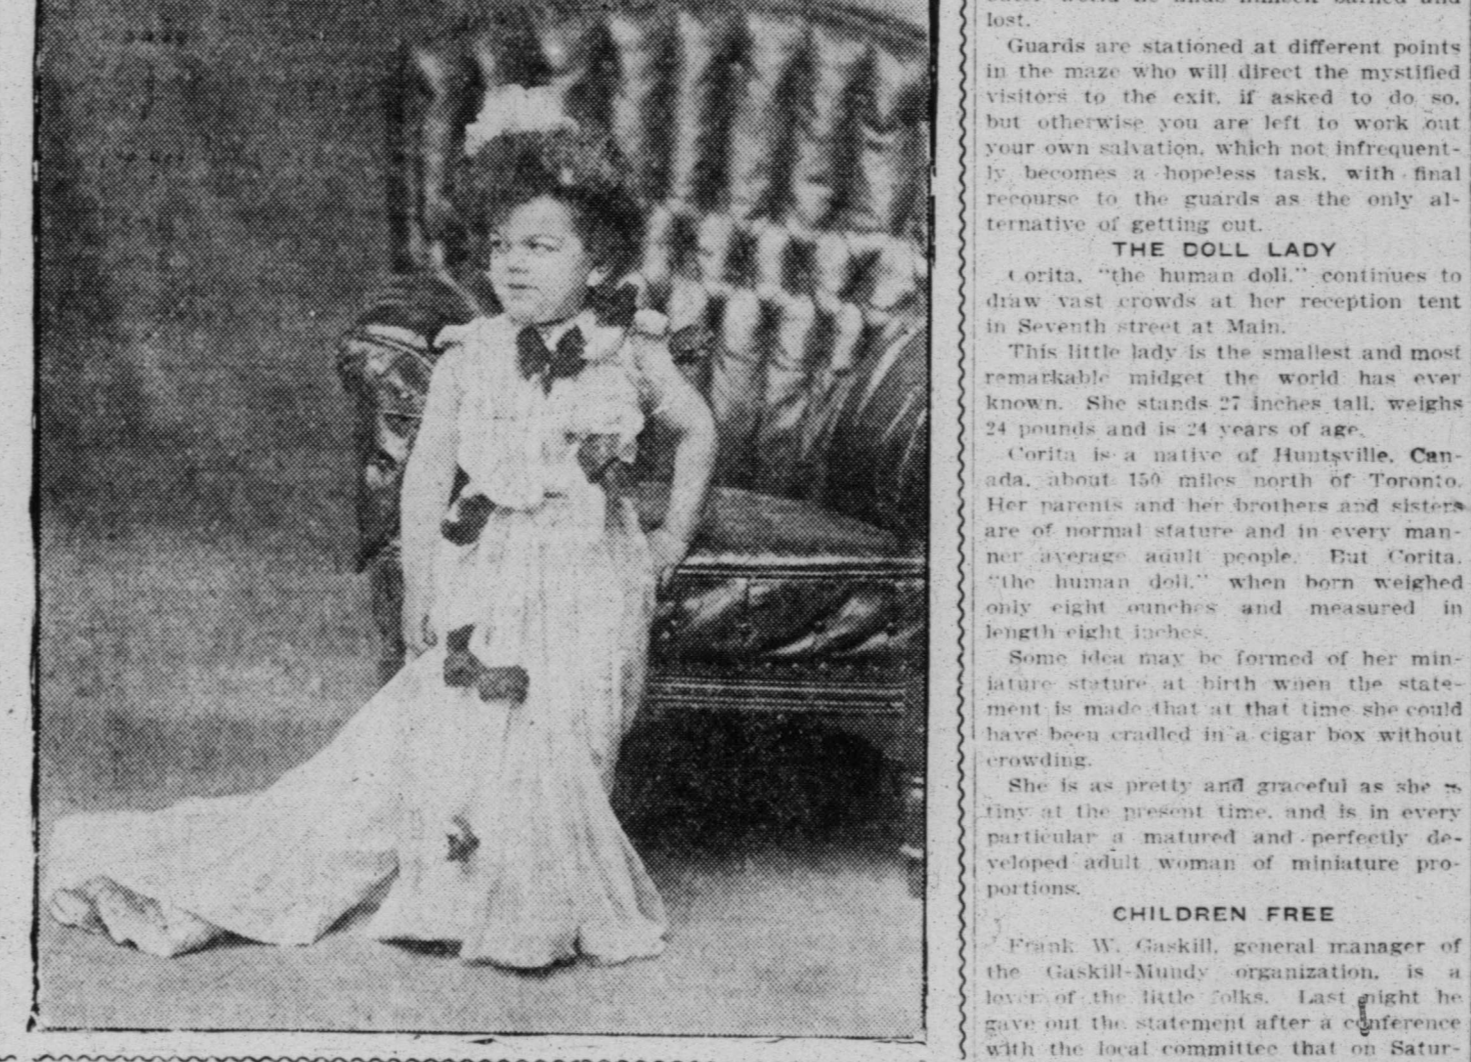 lost.
Guards are stationed at different points
in the maze who will direct the mystified
visitors to the exit, if asked to do so,
but otherwise you are left to work out
your own salvation, which not infrequent-
ly becomes a hopeless task, with final
recourse to the guards as the only al-
ternative of getting out.
THE DOLL LADY
Corita, "the human doll," continues to
draw vast crowds at her reception tent
in Seventh street at Main.
This little lady is the smallest and most
remarkable midget the world has ever
known. She stands 27 inches tall, weighs
24 pounds and is 24 years of age.
Corita is a native of Huntsville, Can-
ada, about 150 miles north of Toronto.
Her parents and her brothers and sisters
are of normal stature and in every man-
ner average adult people. But Corita,
"the human doll," when born weighed
only eight ounches and measured in
length eight inches.
Some idea may be formed of her min-
iature stature at birth when the state-
ment is made that at that time she could
have been cradled in a cigar box without
crowding.
She is as pretty and graceful as she is
tiny at the present time, and is in every
particular a matured and perfectly de-
veloped adult woman of miniature pro-
portions.
CHILDREN FREE
Frank W. Gaskill, general manager of
the Gaskill-Mundy organization, is a
lover of the little folks. Last night he
gave out the statement after a conference
with the local committee that on Satur-